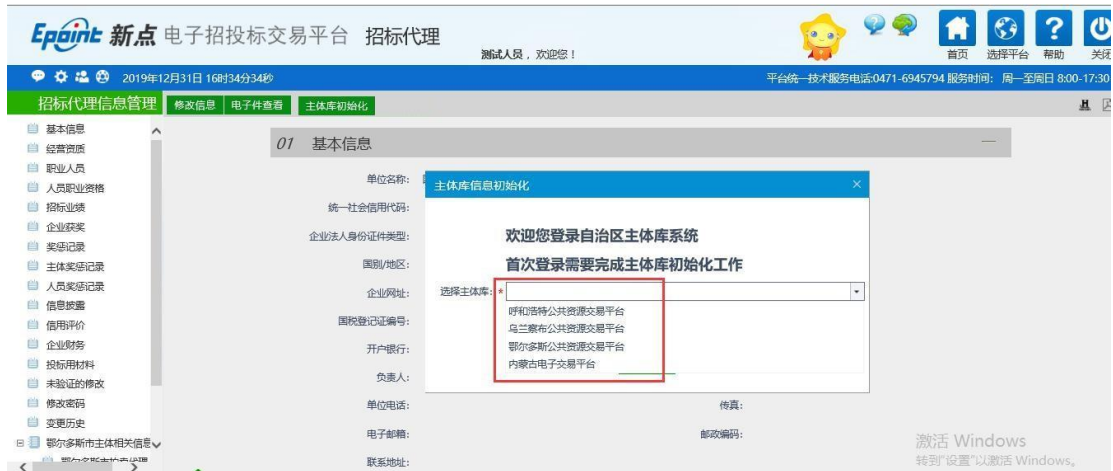 Epoint 新点 电子招投标交易平台 招标代理
测试人员，欢迎您！
首页 选择平台 帮助 关闭
2019年12月31日 16时34分34秒
平台统一技术服务电话:0471-6945794 服务时间: 周一至周日 8:00-17:30
招标代理信息管理 修改信息 电子件查看 主体库初始化
基本信息
经营资质
职业人员
人员职业资格
招标业绩
企业获奖
奖惩记录
主体奖惩记录
人员奖惩记录
信息披露
信用评价
企业财务
投标用材料
未验证的修改
修改密码
变更历史
鄂尔多斯市主体相关信息
01 基本信息
单位名称:
统一社会信用代码:
企业法人身份证件类型:
国别/地区:
企业网址:
国税登记证编号:
开户银行:
负责人:
单位电话:
传真:
电子邮箱:
邮政编码:
联系地址:
主体库信息初始化
欢迎您登录自治区主体库系统
首次登录需要完成主体库初始化工作
选择主体库: *
呼和浩特公共资源交易平台
乌兰察布公共资源交易平台
鄂尔多斯公共资源交易平台
内蒙古电子交易平台
激活 Windows
转到"设置"以激活 Windows。